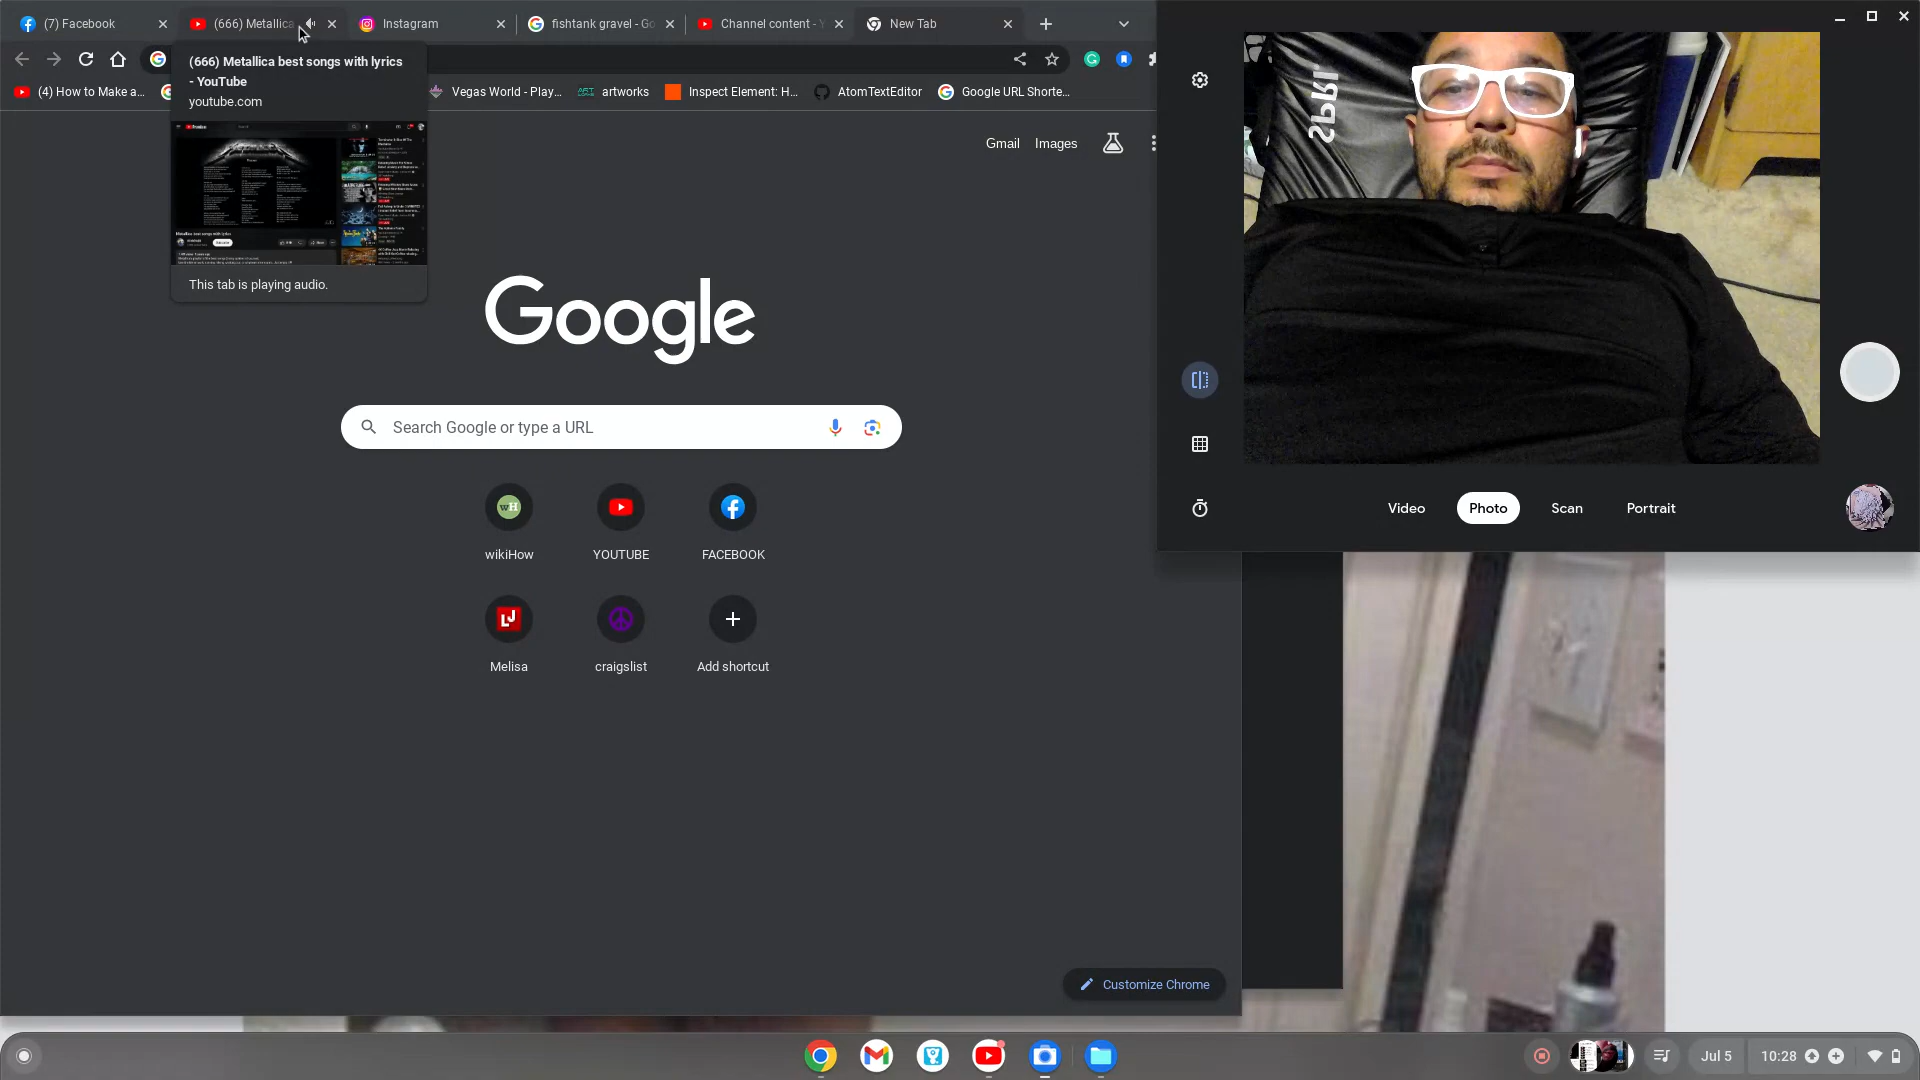 (7) Facebook
(666) Metallica
Instagram
fishtank gravel - Go
Channel content - Y
New Tab
(666) Metallica best songs with lyrics
- YouTube
youtube.com
This tab is playing audio.
(4) How to Make a...
Vegas World - Play...
artworks
Inspect Element: H...
AtomTextEditor
Google URL Shorte...
Gmail
Images
Google
Search Google or type a URL
wikiHow
YOUTUBE
FACEBOOK
Melisa
craigslist
Add shortcut
Customize Chrome
SPRI
Video
Photo
Scan
Portrait
Jul 5
10:28